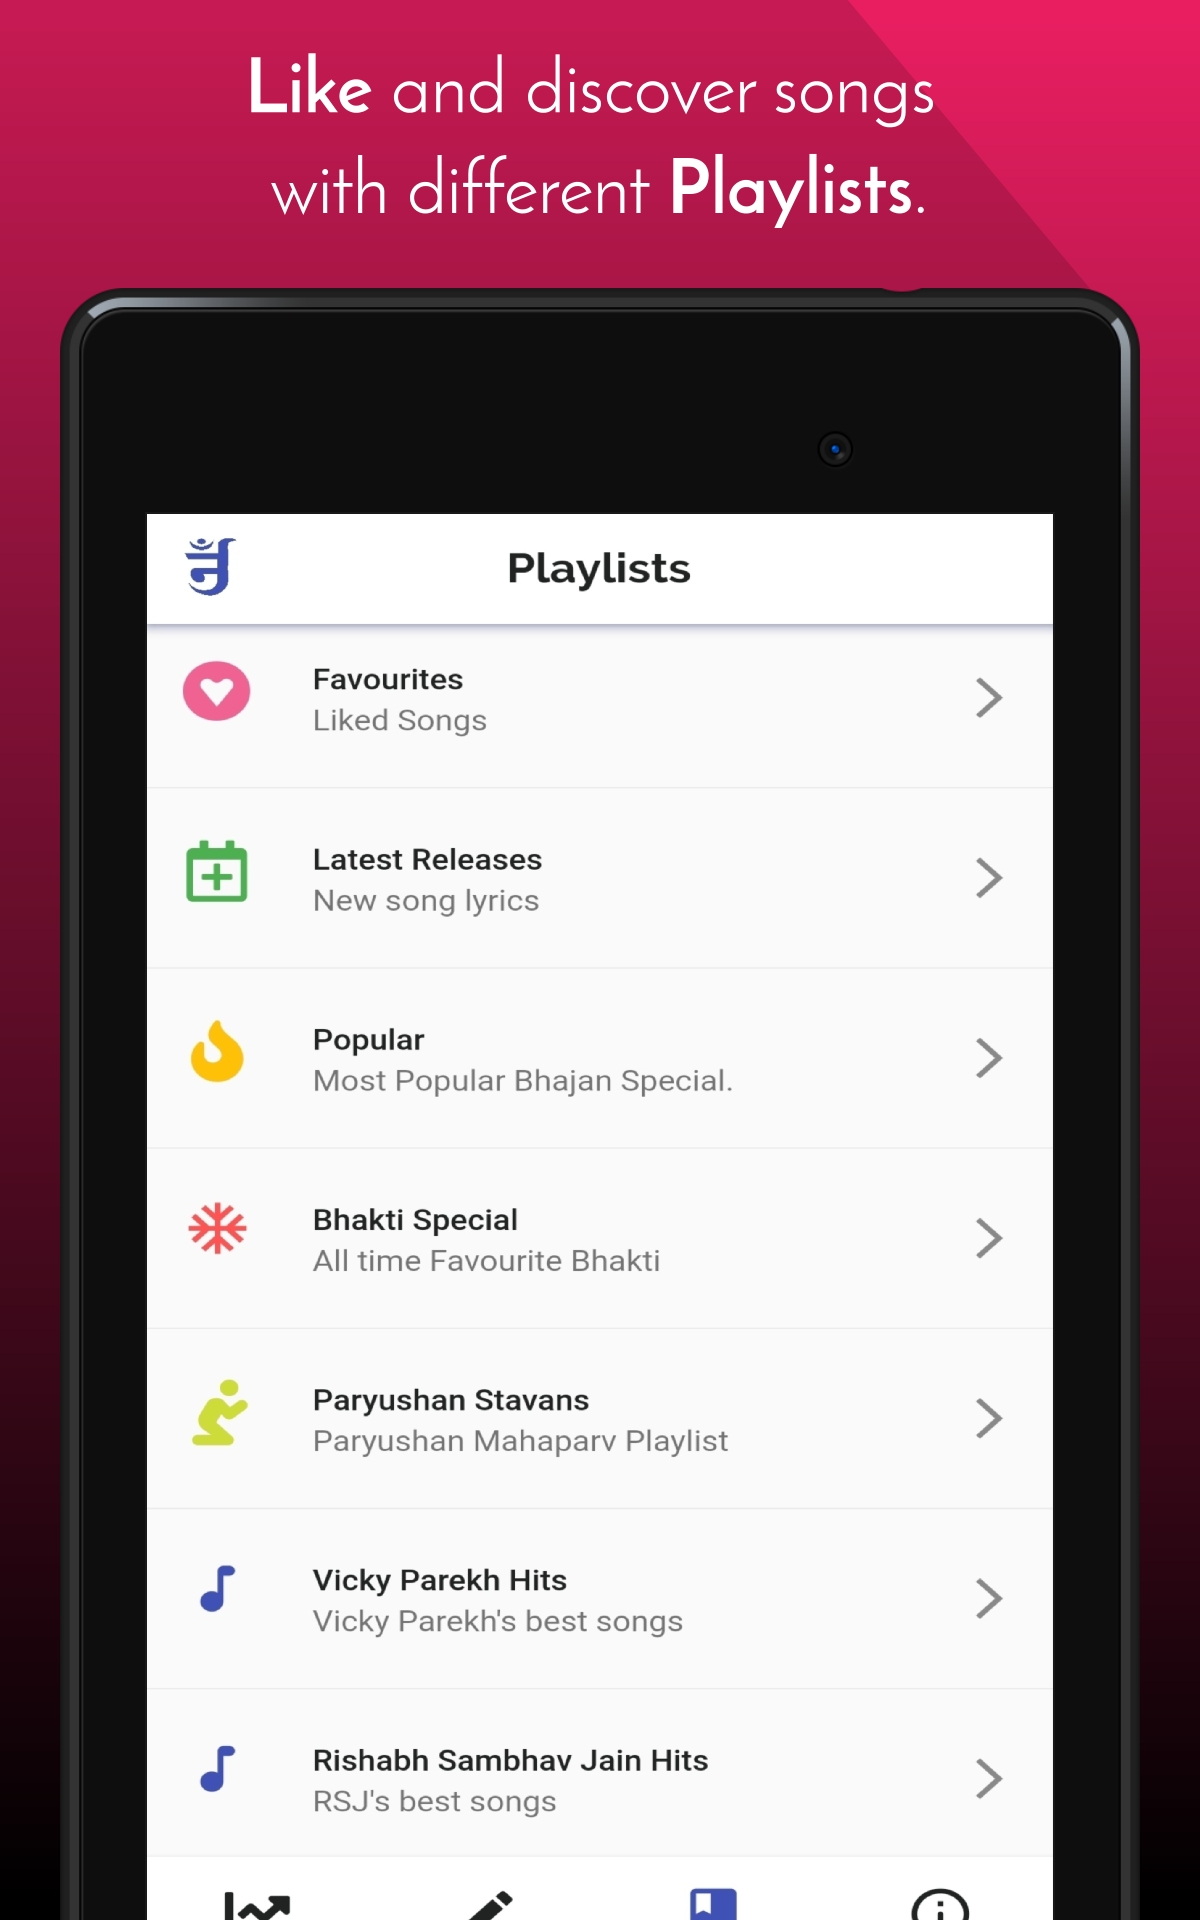 Like and discover songs
with different Playlists.
Playlists
Favourites
Liked Songs
Latest Releases
New song lyrics
Popular
Most Popular Bhajan Special.
Bhakti Special
All time Favourite Bhakti
Paryushan Stavans
Paryushan Mahaparv Playlist
Vicky Parekh Hits
Vicky Parekh's best songs
Rishabh Sambhav Jain Hits
RSJ's best songs